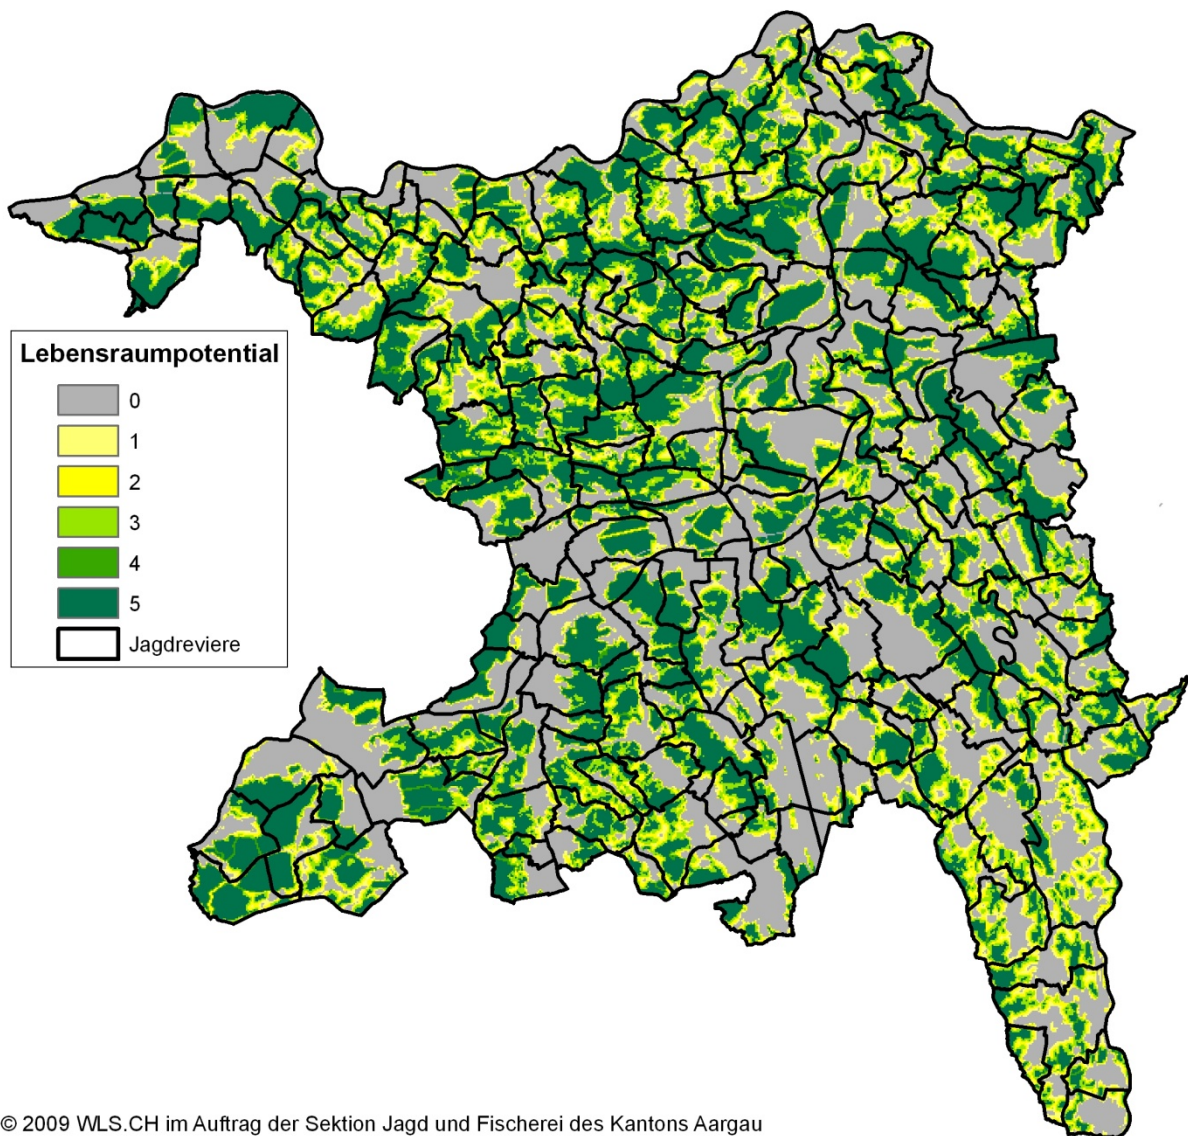 Lebensraumpotential
0
1
2
3
4
5
Jagdreviere
© 2009 WLS.CH im Auftrag der Sektion Jagd und Fischerei des Kantons Aargau